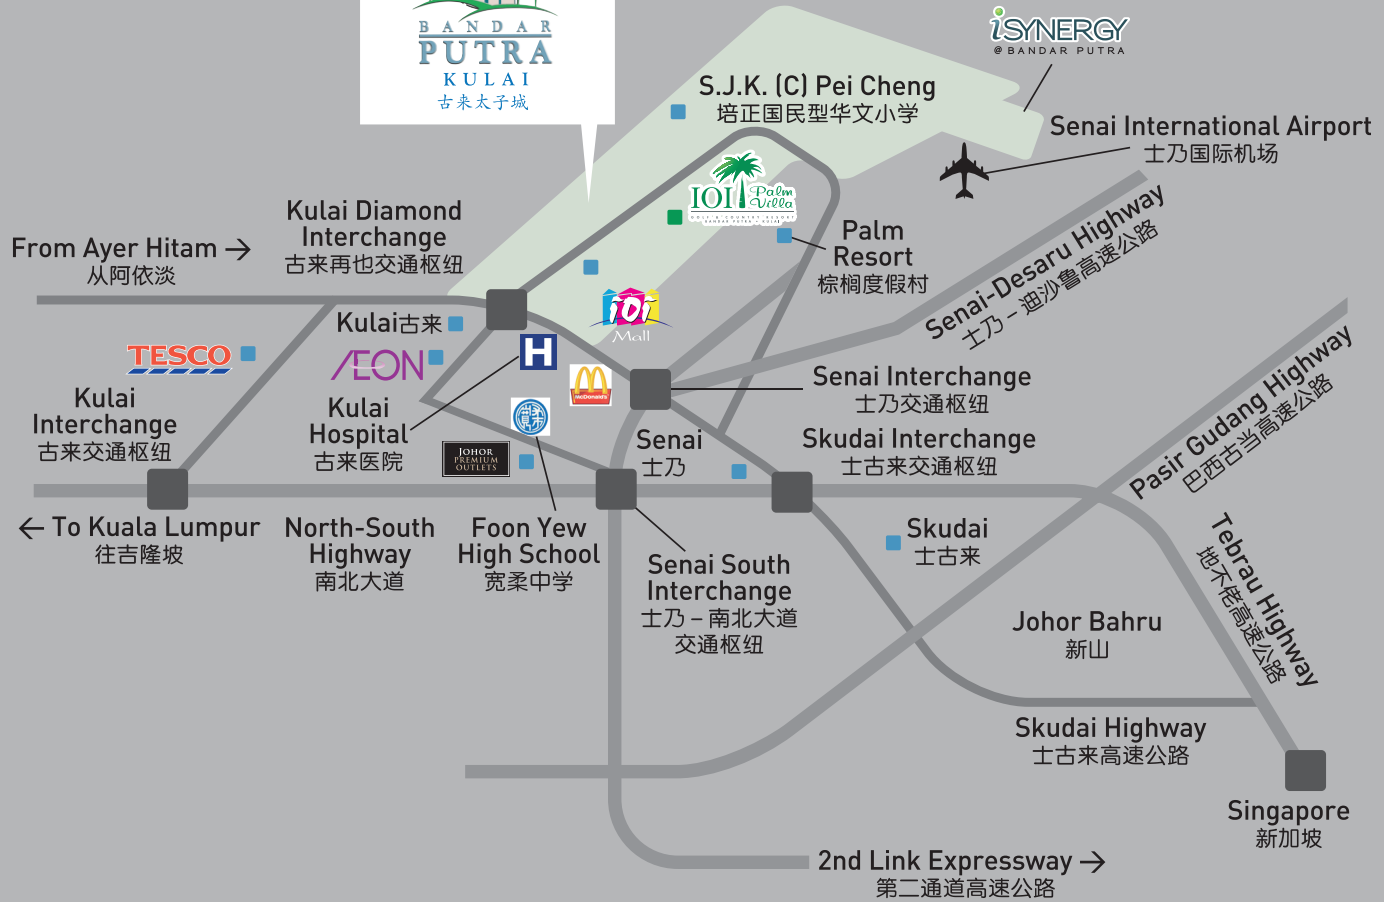 BANDAR
PUTRA
KULAI
古来太子城
iSYNERGY
@ BANDAR PUTRA
S.J.K. (C) Pei Cheng
培正国民型华文小学
Senai International Airport
士乃国际机场
IOI Palm
Villa
GOLF & COUNTRY RESORT
BANDAR PUTRA • KULAI
Kulai Diamond
Interchange
古来再也交通枢纽
From Ayer Hitam →
从阿依淡
Palm
Resort
棕榈度假村
Senai-Desaru Highway
士乃 – 迪沙鲁高速公路
IOI
Mall
Kulai古来
TESCO
ÆON
H
McDonald's
Kulai
Interchange
古来交通枢纽
Kulai
Hospital
古来医院
Senai Interchange
士乃交通枢纽
Pasir Gudang Highway
巴西古当高速公路
Senai
士乃
Skudai Interchange
士古来交通枢纽
JOHOR
PREMIUM
OUTLETS
← To Kuala Lumpur
往吉隆坡
North-South
Highway
南北大道
Foon Yew
High School
宽柔中学
Senai South
Interchange
士乃 – 南北大道
交通枢纽
Skudai
士古来
Tebrau Highway
地不佬高速公路
Johor Bahru
新山
Skudai Highway
士古来高速公路
Singapore
新加坡
2nd Link Expressway →
第二通道高速公路